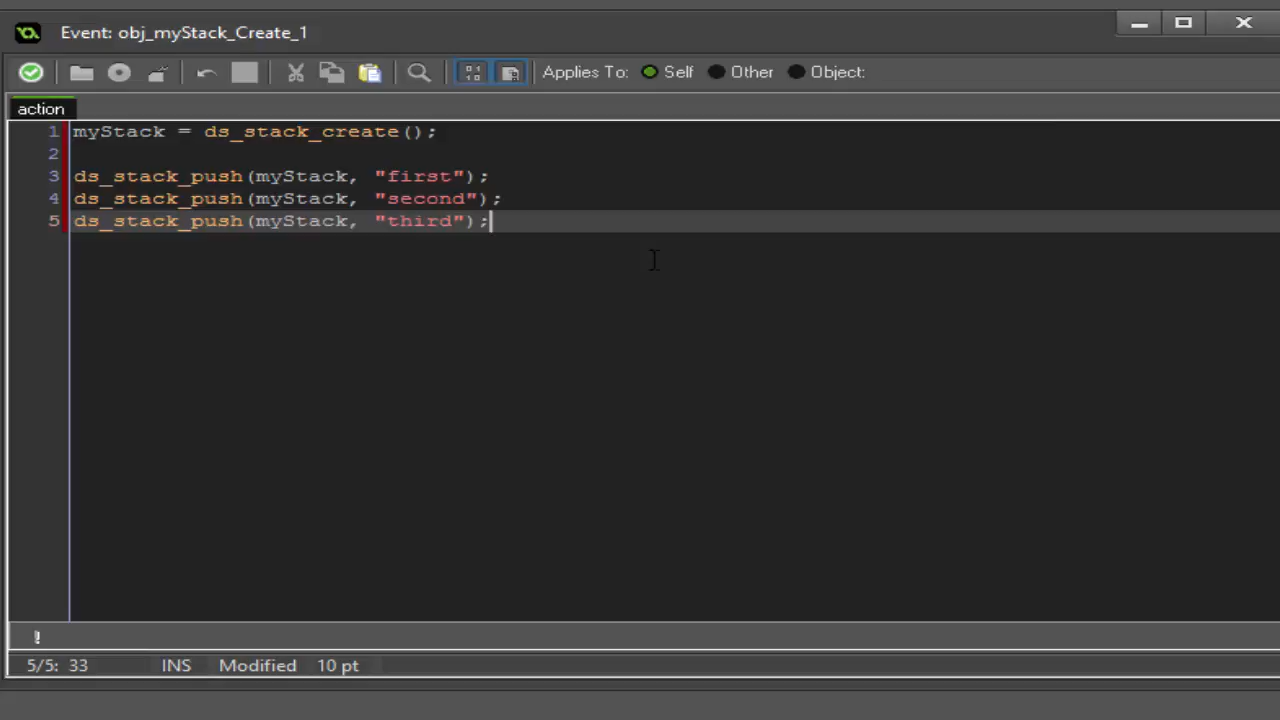 Event: obj_myStack_Create_1
Applies To: Self Other Object:
action
1 myStack = ds_stack_create();
2
3 ds_stack_push(myStack, "first");
4 ds_stack_push(myStack, "second");
5 ds_stack_push(myStack, "third");
!
5/5: 33 INS Modified 10 pt